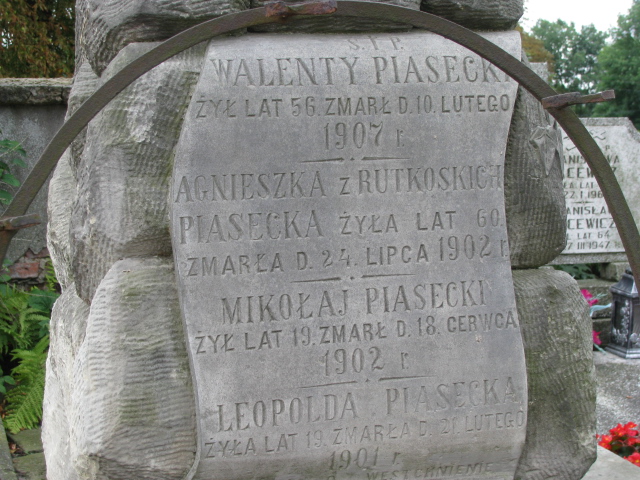 Ś. † P.
WALENTY PIASECKI
ŻYŁ LAT 56. ZMARŁ D. 10. LUTEGO
1907 r.
AGNIESZKA z RUTKOSKICH
PIASECKA ŻYŁA LAT 60.
ZMARŁA D. 24. LIPCA 1902 r.
MIKOŁAJ PIASECKI
ŻYŁ LAT 19. ZMARŁ D. 18. CERWCA
1902 r.
LEOPOLDA PIASECKA
ŻYŁA LAT 19. ZMARŁA D. 21 LUTEGO
1901 r.
WESTCHNIENIE